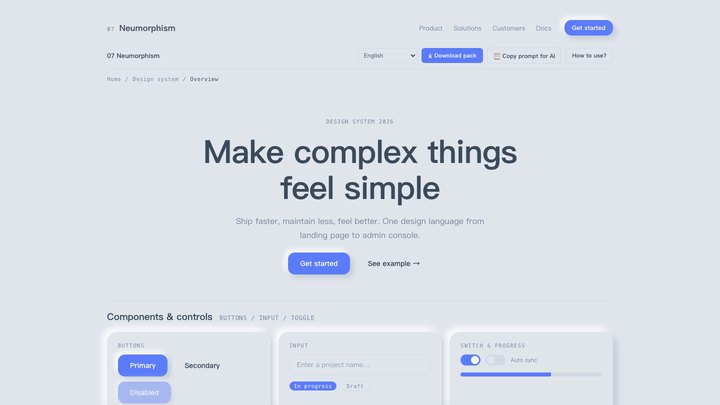 07 Neumorphism
Product Solutions Customers Docs Get started
07 Neumorphism
English Download pack Copy prompt for AI How to use?
Home / Design system / Overview
DESIGN SYSTEM 2026
Make complex things
feel simple
Ship faster, maintain less, feel better. One design language from
landing page to admin console.
Get started See example →
Components & controls BUTTONS / INPUT / TOGGLE
BUTTONS
Primary Secondary
Disabled
INPUT
Enter a project name...
In progress Draft
SWITCH & PROGRESS
Auto sync